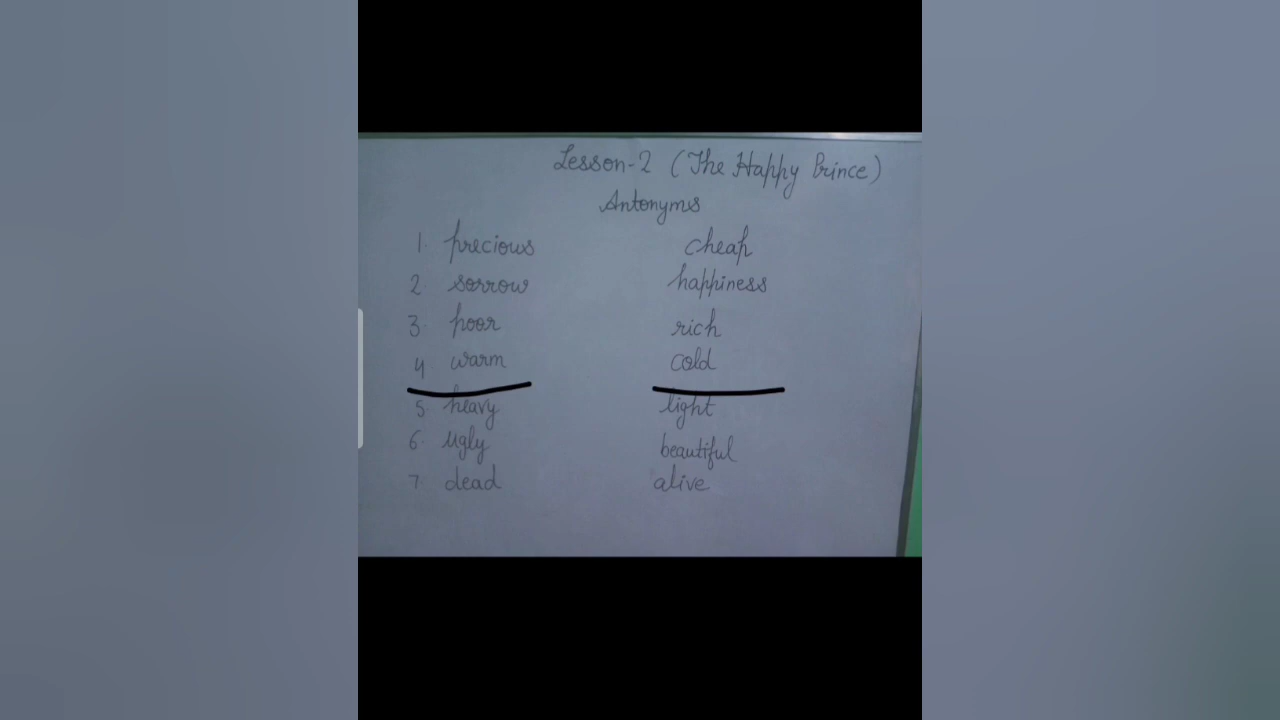 Lesson-2 (The Happy Prince)
Antonyms
1. precious cheap
2 sorrow happiness
3. poor rich
4 warm cold
5 heavy light
6. ugly beautiful
7 dead alive